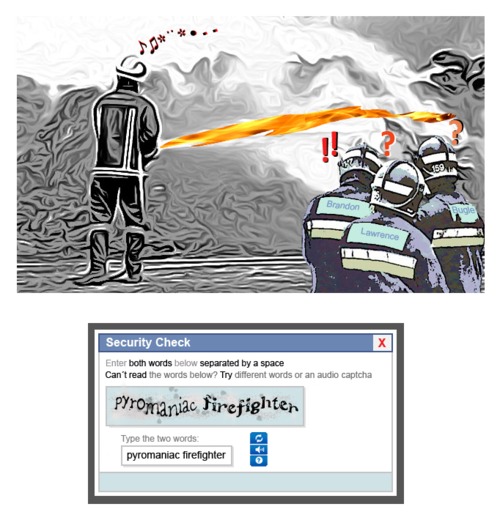 !!
?
?
159
Brandon
Bugle
Lawrence
Security Check
X
Enter both words below separated by a space
Can't read the words below? Try different words or an audio captcha
pyromaniac firefighter
Type the two words:
pyromaniac firefighter
?